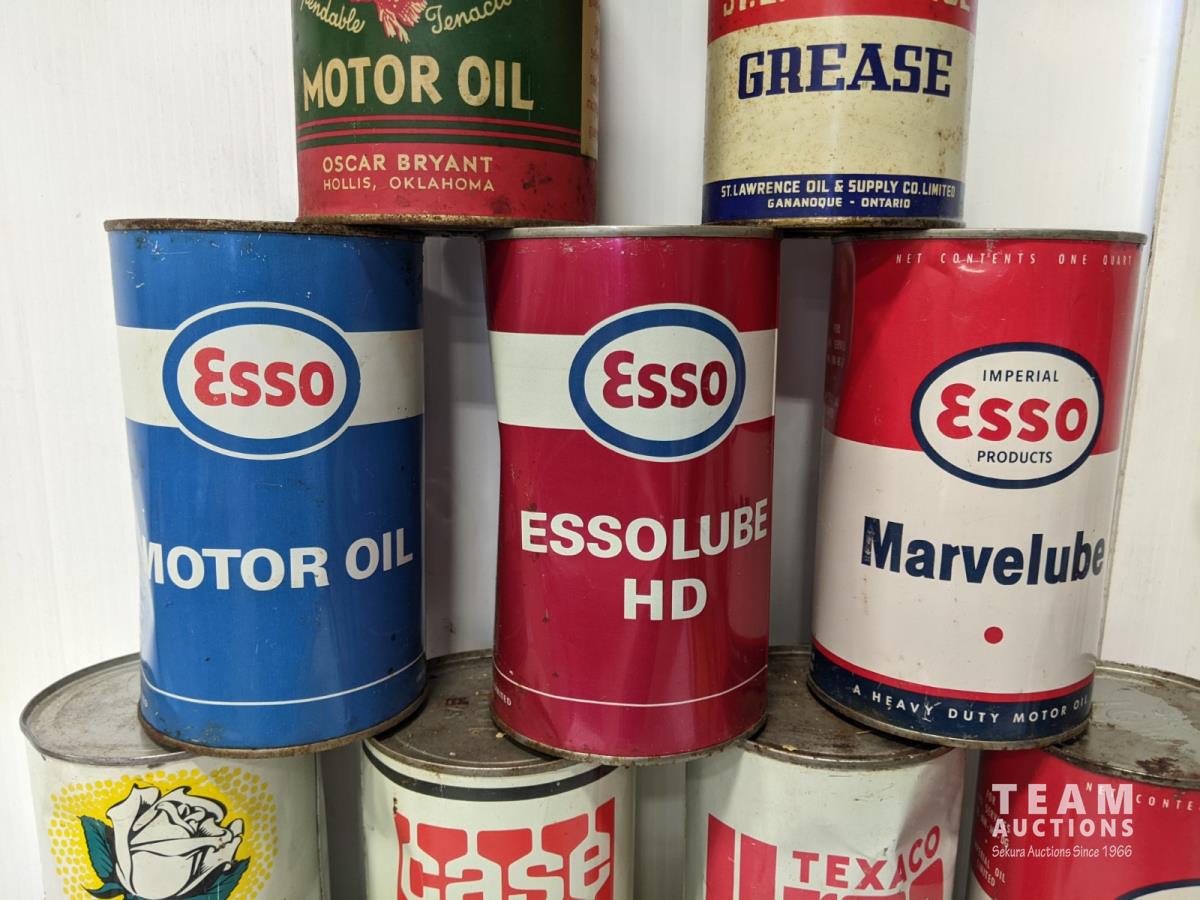 MOTOR OIL
OSCAR BRYANT
HOLLIS, OKLAHOMA
GREASE
ST. LAWRENCE OIL & SUPPLY CO. LIMITED
GANANOQUE - ONTARIO
Esso
MOTOR OIL
Esso
ESSOLUBE
HD
NET CONTENTS ONE QUART
IMPERIAL
Esso
PRODUCTS
Marvelube
A HEAVY DUTY MOTOR OIL
case
TEXACO
NET CONTE
TEAM
AUCTIONS
Sekura Auctions Since 1966